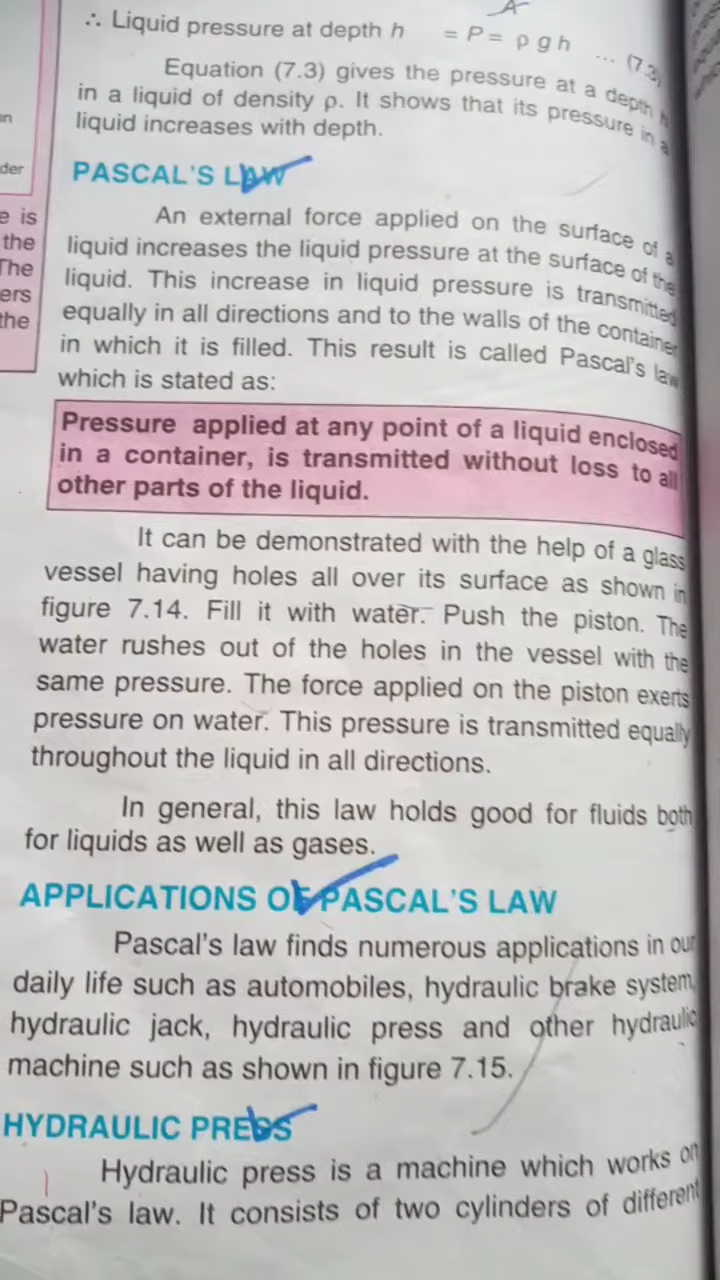 A
∴ Liquid pressure at depth h = P = ρ g h ... (7.3)
Equation (7.3) gives the pressure at a depth h
in a liquid of density ρ. It shows that its pressure in a
liquid increases with depth.
PASCAL'S LAW
An external force applied on the surface of a
liquid increases the liquid pressure at the surface of the
liquid. This increase in liquid pressure is transmitted
equally in all directions and to the walls of the container
in which it is filled. This result is called Pascal's law
which is stated as:
Pressure applied at any point of a liquid enclosed
in a container, is transmitted without loss to all
other parts of the liquid.
It can be demonstrated with the help of a glass
vessel having holes all over its surface as shown in
figure 7.14. Fill it with water. Push the piston. The
water rushes out of the holes in the vessel with the
same pressure. The force applied on the piston exerts
pressure on water. This pressure is transmitted equally
throughout the liquid in all directions.
In general, this law holds good for fluids both
for liquids as well as gases.
APPLICATIONS OF PASCAL'S LAW
Pascal's law finds numerous applications in our
daily life such as automobiles, hydraulic brake system,
hydraulic jack, hydraulic press and other hydraulic
machine such as shown in figure 7.15.
HYDRAULIC PRESS
Hydraulic press is a machine which works on
Pascal's law. It consists of two cylinders of different
der
e is
the
The
ers
the